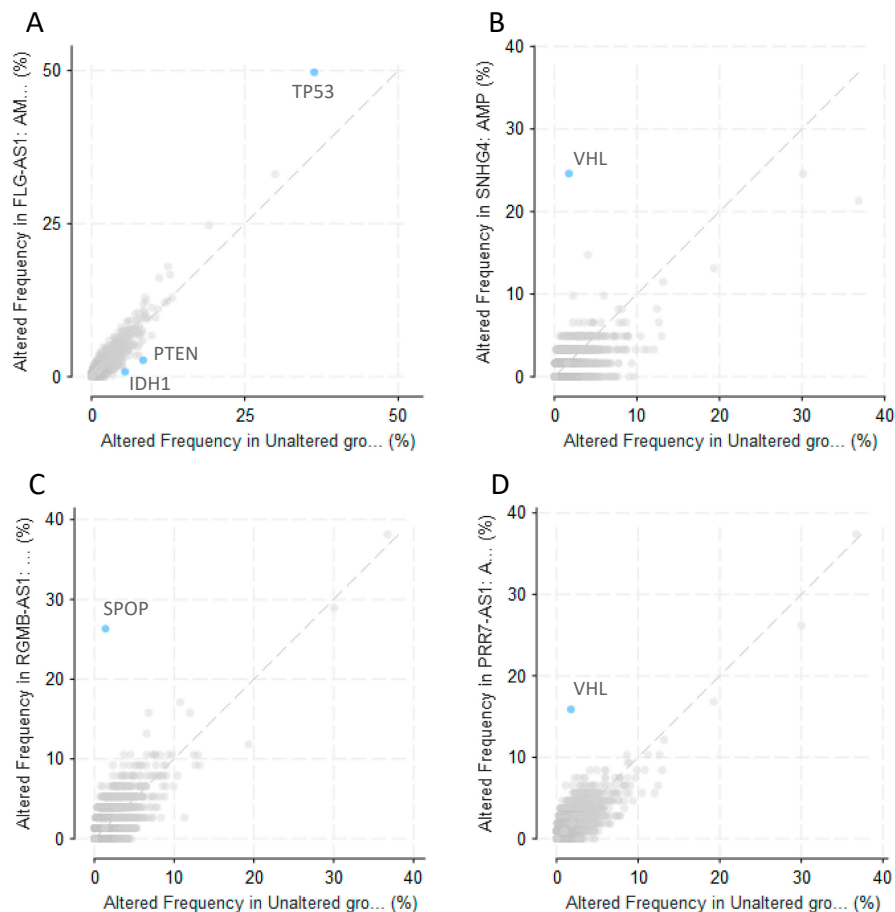 A
Altered Frequency in FLG-AS1: AM... (%)
50
25
0
TP53
PTEN
IDH1
0 25 50
Altered Frequency in Unaltered gro... (%)
B
Altered Frequency in SNHG4: AMP (%)
40
30
20
10
0
VHL
0 10 20 30 40
Altered Frequency in Unaltered gro... (%)
C
Altered Frequency in RGMB-AS1: ... (%)
40
30
20
10
0
SPOP
0 10 20 30 40
Altered Frequency in Unaltered gro... (%)
D
Altered Frequency in PRR7-AS1: A... (%)
40
30
20
10
0
VHL
0 10 20 30 40
Altered Frequency in Unaltered gro... (%)